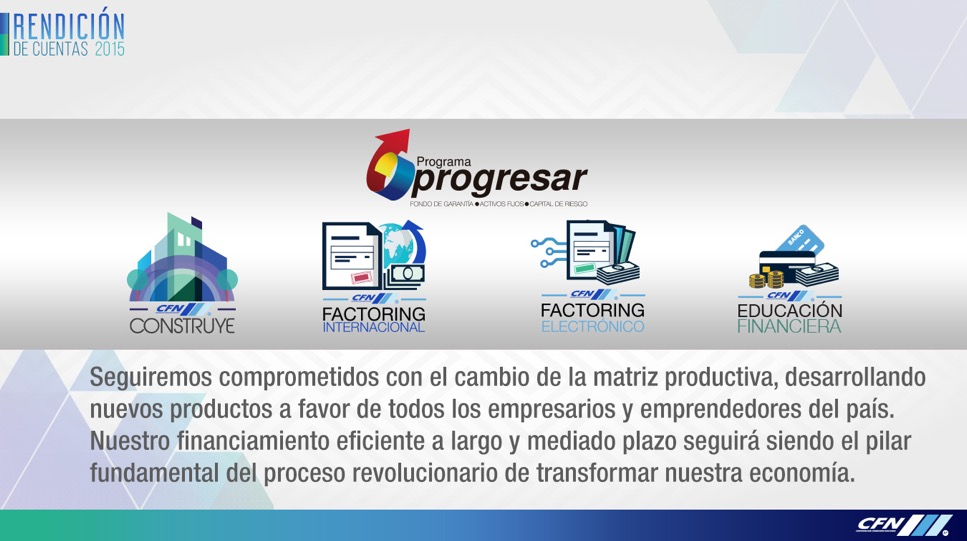 RENDICIÓN
DE CUENTAS 2015
Programa
progresar
FONDO DE GARANTÍA ● ACTIVOS FIJOS ● CAPITAL DE RIESGO
CFN
CONSTRUYE
CFN
FACTORING
INTERNACIONAL
CFN
FACTORING
ELECTRÓNICO
BANCO
CFN
EDUCACIÓN
FINANCIERA
Seguiremos comprometidos con el cambio de la matriz productiva, desarrollando
nuevos productos a favor de todos los empresarios y emprendedores del país.
Nuestro financiamiento eficiente a largo y mediado plazo seguirá siendo el pilar
fundamental del proceso revolucionario de transformar nuestra economía.
CFN